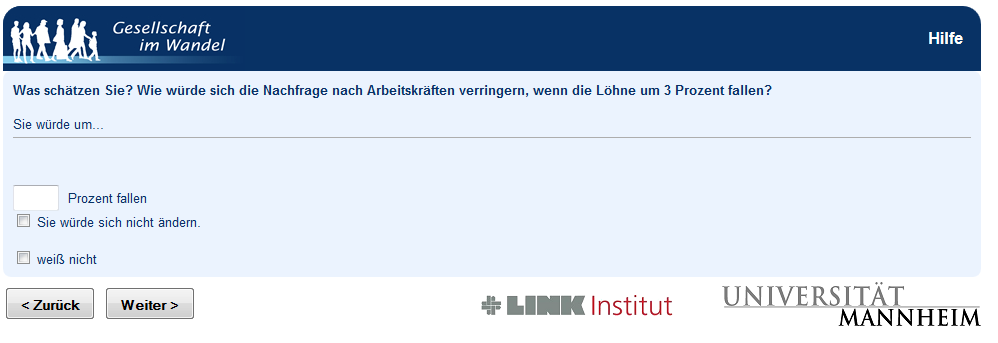 Gesellschaft
im Wandel
Hilfe
Was schätzen Sie? Wie würde sich die Nachfrage nach Arbeitskräften verringern, wenn die Löhne um 3 Prozent fallen?
Sie würde um...
Prozent fallen
Sie würde sich nicht ändern.
weiß nicht
< Zurück
Weiter >
LINK Institut
UNIVERSITÄT
MANNHEIM